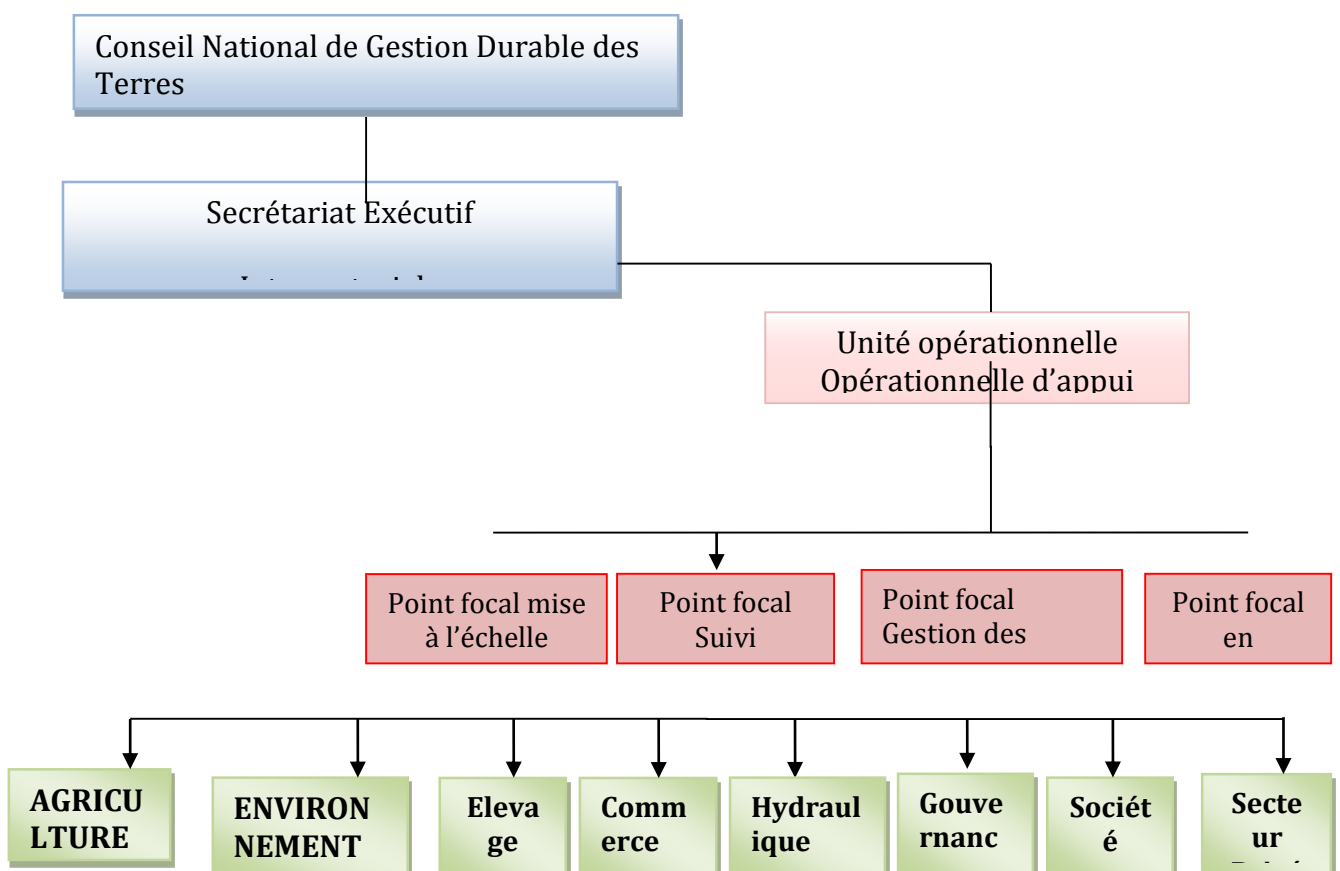 Conseil National de Gestion Durable des
Terres
Secrétariat Exécutif
Unité opérationnelle
Opérationnelle d’appui
Point focal mise
à l’échelle
Point focal
Suivi
Point focal
Gestion des
Point focal
en
AGRICU
LTURE
ENVIRON
NEMENT
Eleva
ge
Comm
erce
Hydraul
ique
Gouve
rnanc
Sociét
é
Secte
ur